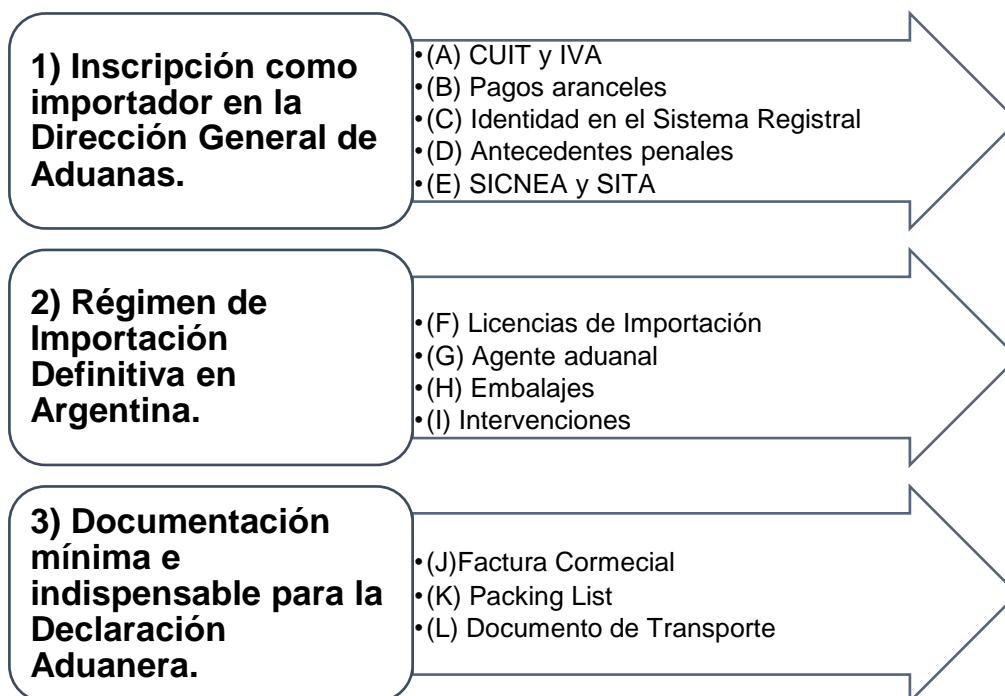 1) Inscripción como
importador en la
Dirección General de
Aduanas.
•(A) CUIT y IVA
•(B) Pagos aranceles
•(C) Identidad en el Sistema Registral
•(D) Antecedentes penales
•(E) SICNEA y SITA
2) Régimen de
Importación
Definitiva en
Argentina.
•(F) Licencias de Importación
•(G) Agente aduanal
•(H) Embalajes
•(I) Intervenciones
3) Documentación
mínima e
indispensable para la
Declaración
Aduanera.
•(J)Factura Cormecial
•(K) Packing List
•(L) Documento de Transporte